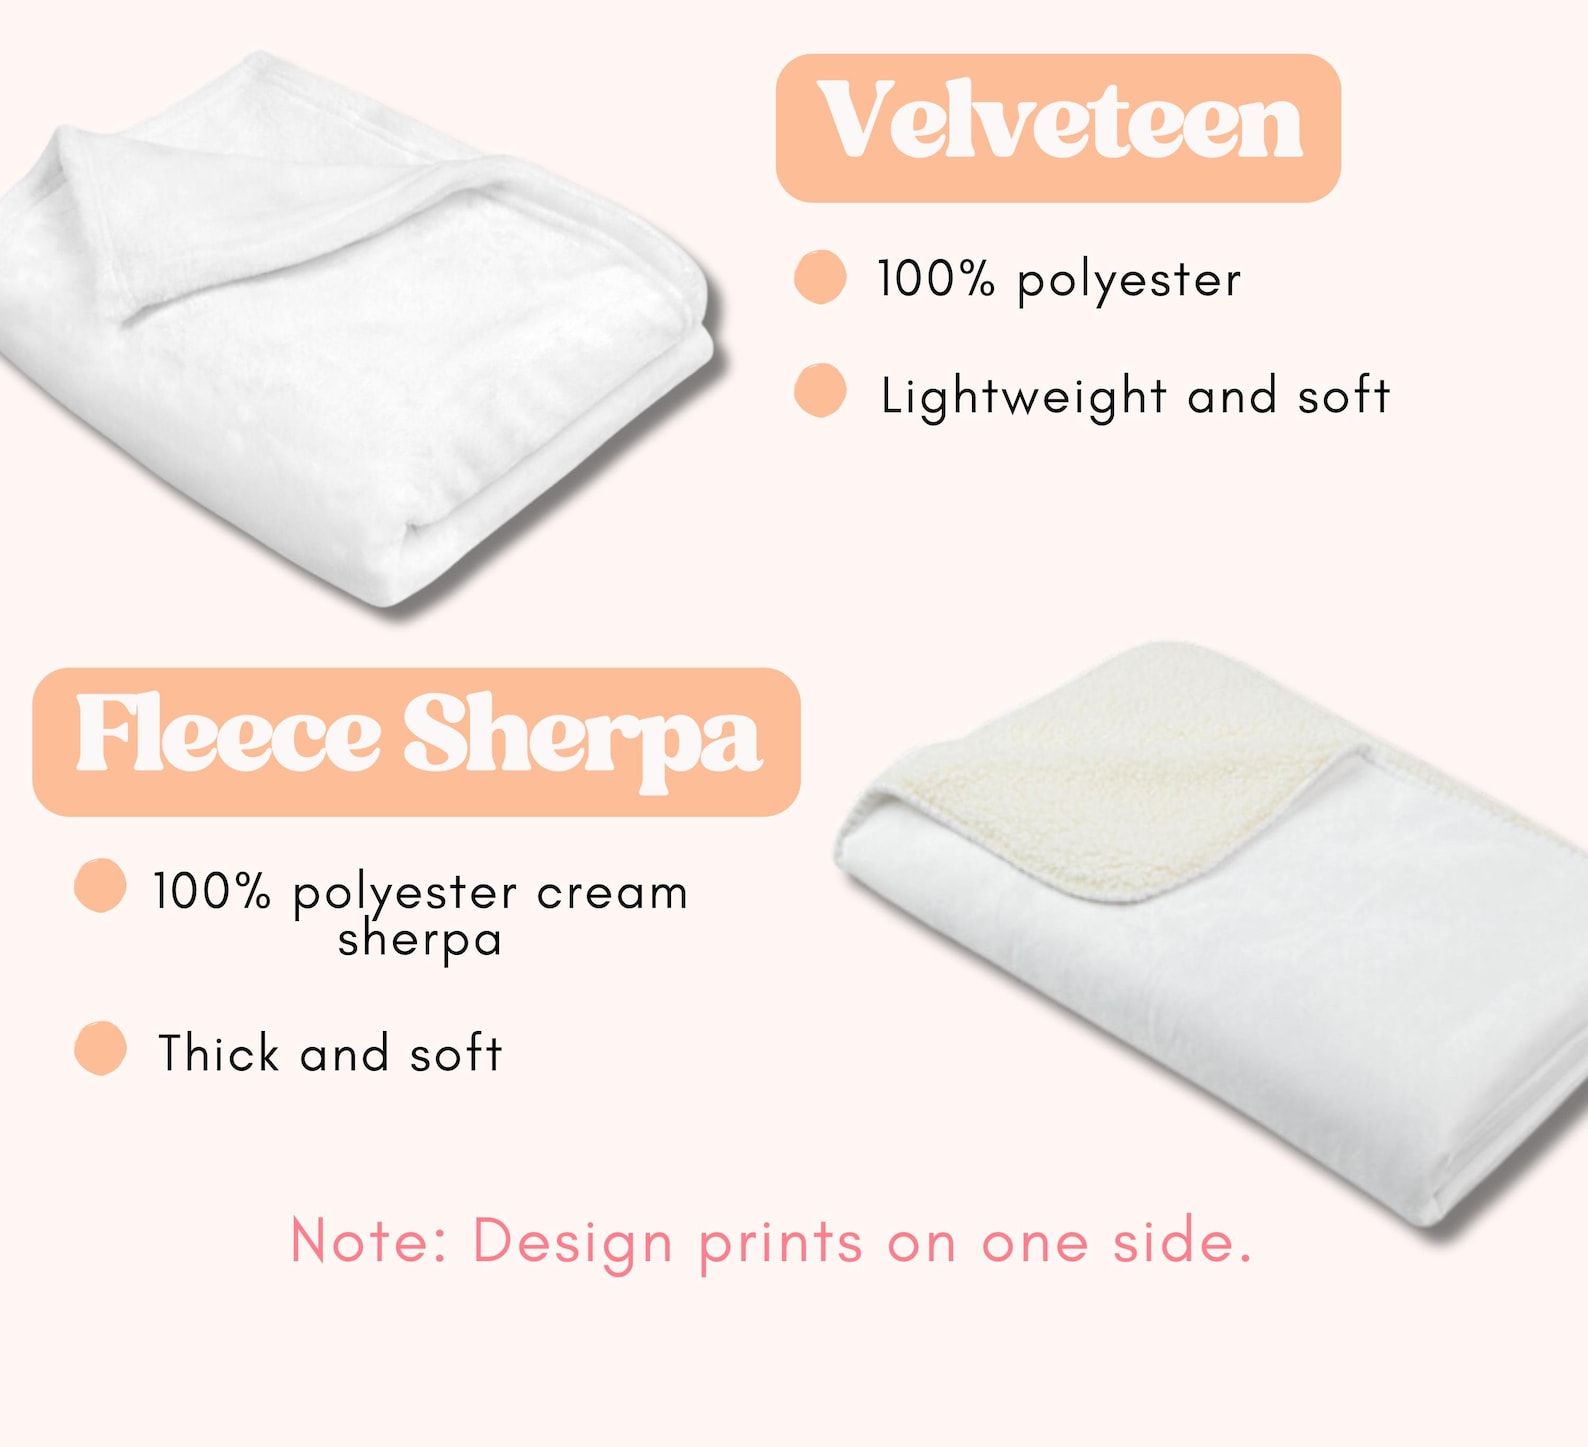 Velveteen
100% polyester
Lightweight and soft
Fleece Sherpa
100% polyester cream
sherpa
Thick and soft
Note: Design prints on one side.